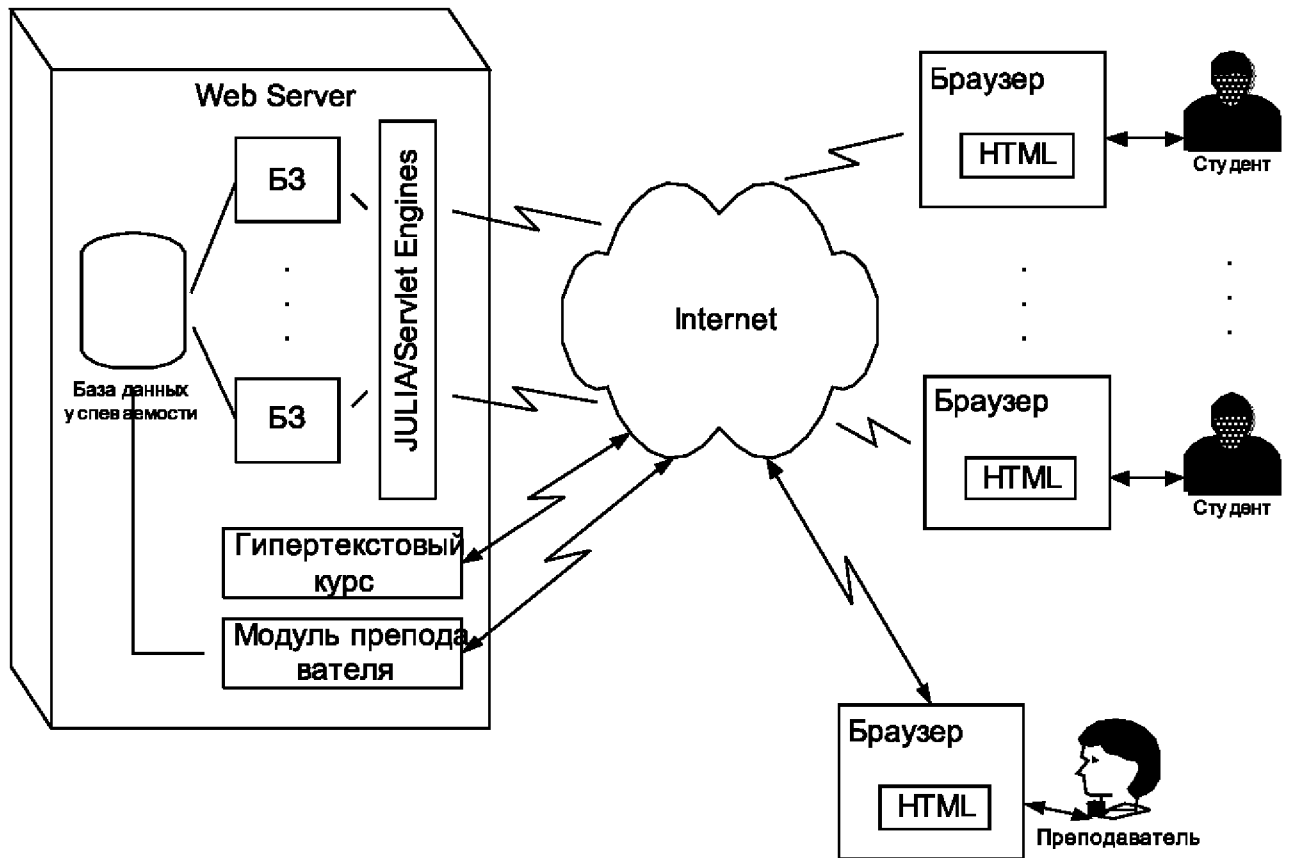 Web Server
БЗ
JULIA/Servlet Engines
База данных
успеваемости
БЗ
Гипертекстовый
курс
Модуль препода
вателя
Internet
Браузер
HTML
Студент
Браузер
HTML
Студент
Браузер
HTML
Преподаватель